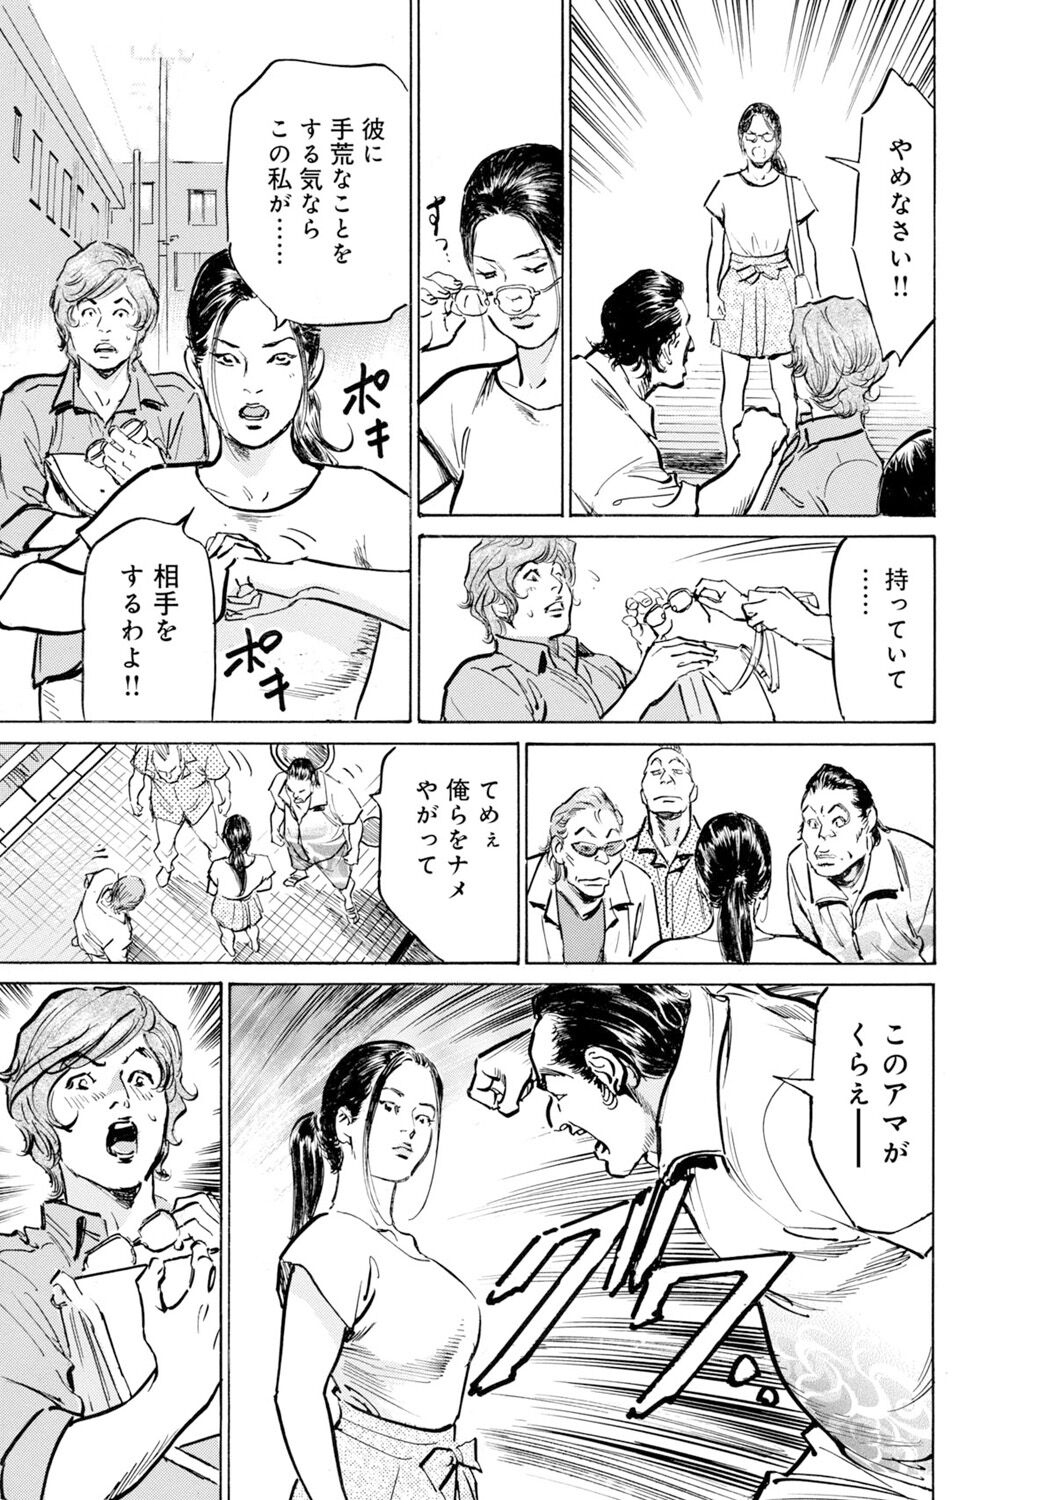 やめなさい!!
すっ…
彼に
手荒なことを
する気なら
この私が……
ポキ
相手を
するわよ!!
ポキ
持っていて
……
てめぇ
俺らをナメ
やがって
このアマが
くらえ——
グワ